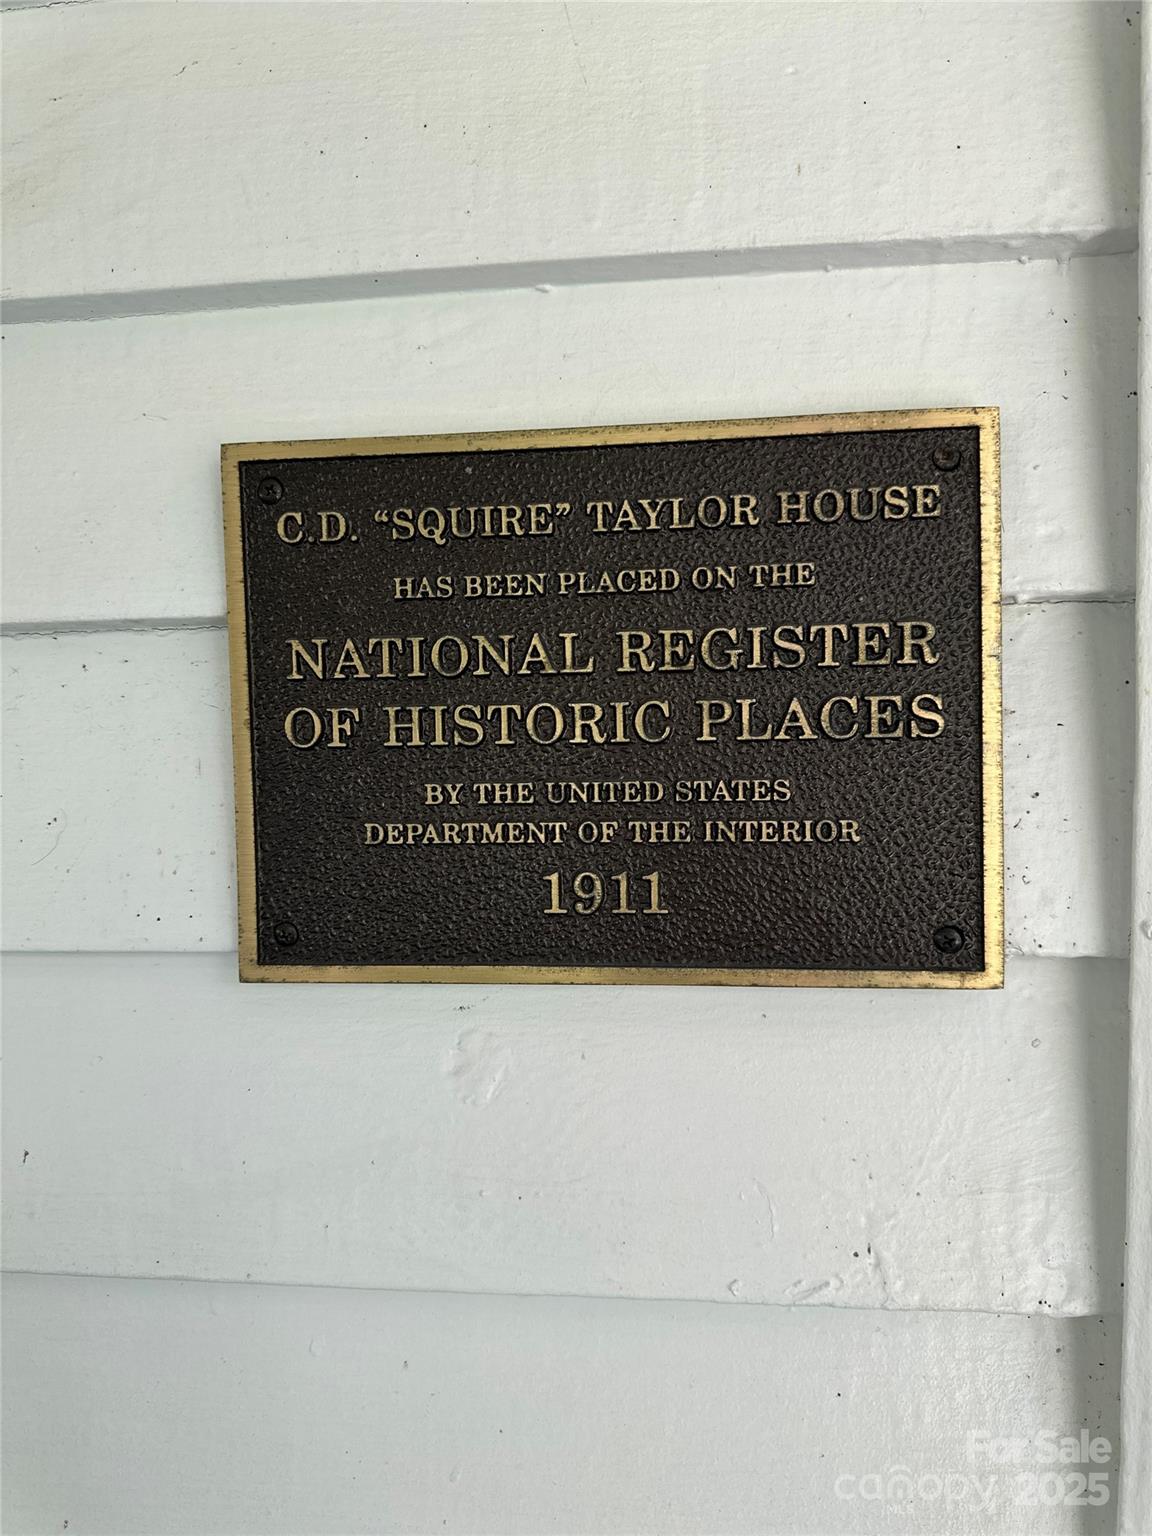 C.D. “SQUIRE” TAYLOR HOUSE
HAS BEEN PLACED ON THE
NATIONAL REGISTER
OF HISTORIC PLACES
BY THE UNITED STATES
DEPARTMENT OF THE INTERIOR
1911
For Sale
canopy 2025
MLS